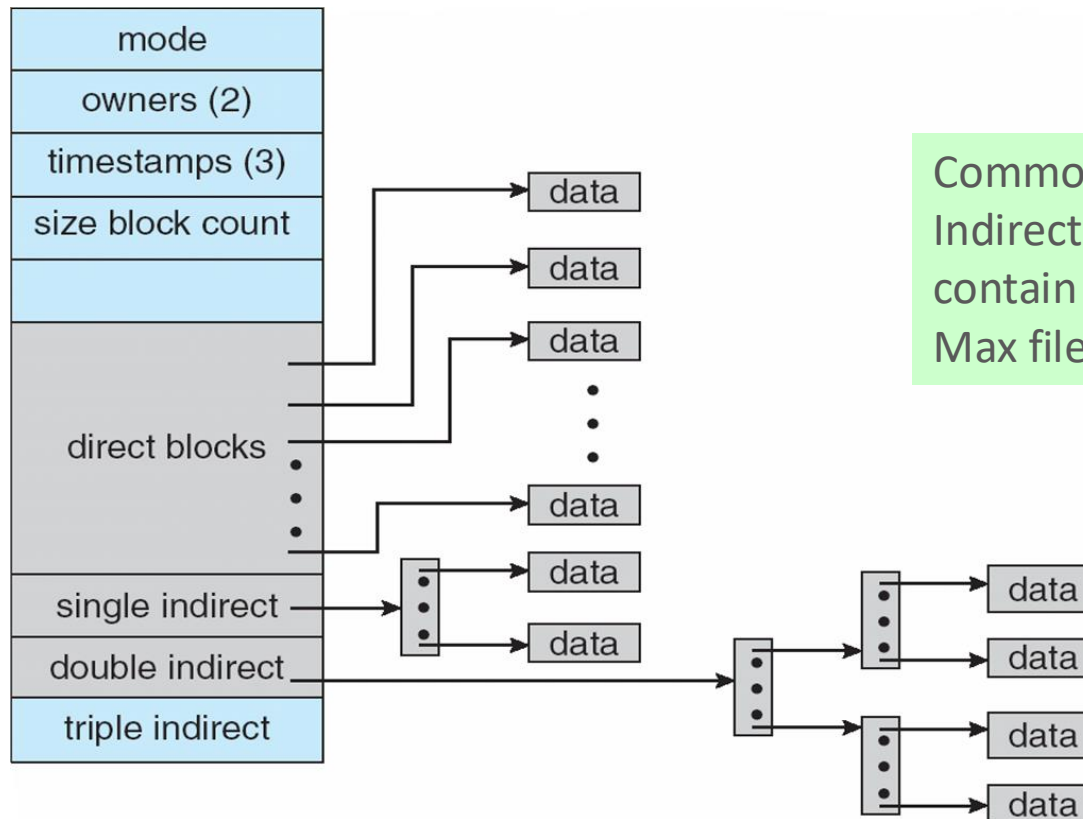 mode
owners (2)
timestamps (3)
size block count
direct blocks
single indirect
double indirect
triple indirect
data
data
data
data
data
data
data
data
data
data
Indirect
contain
Max file